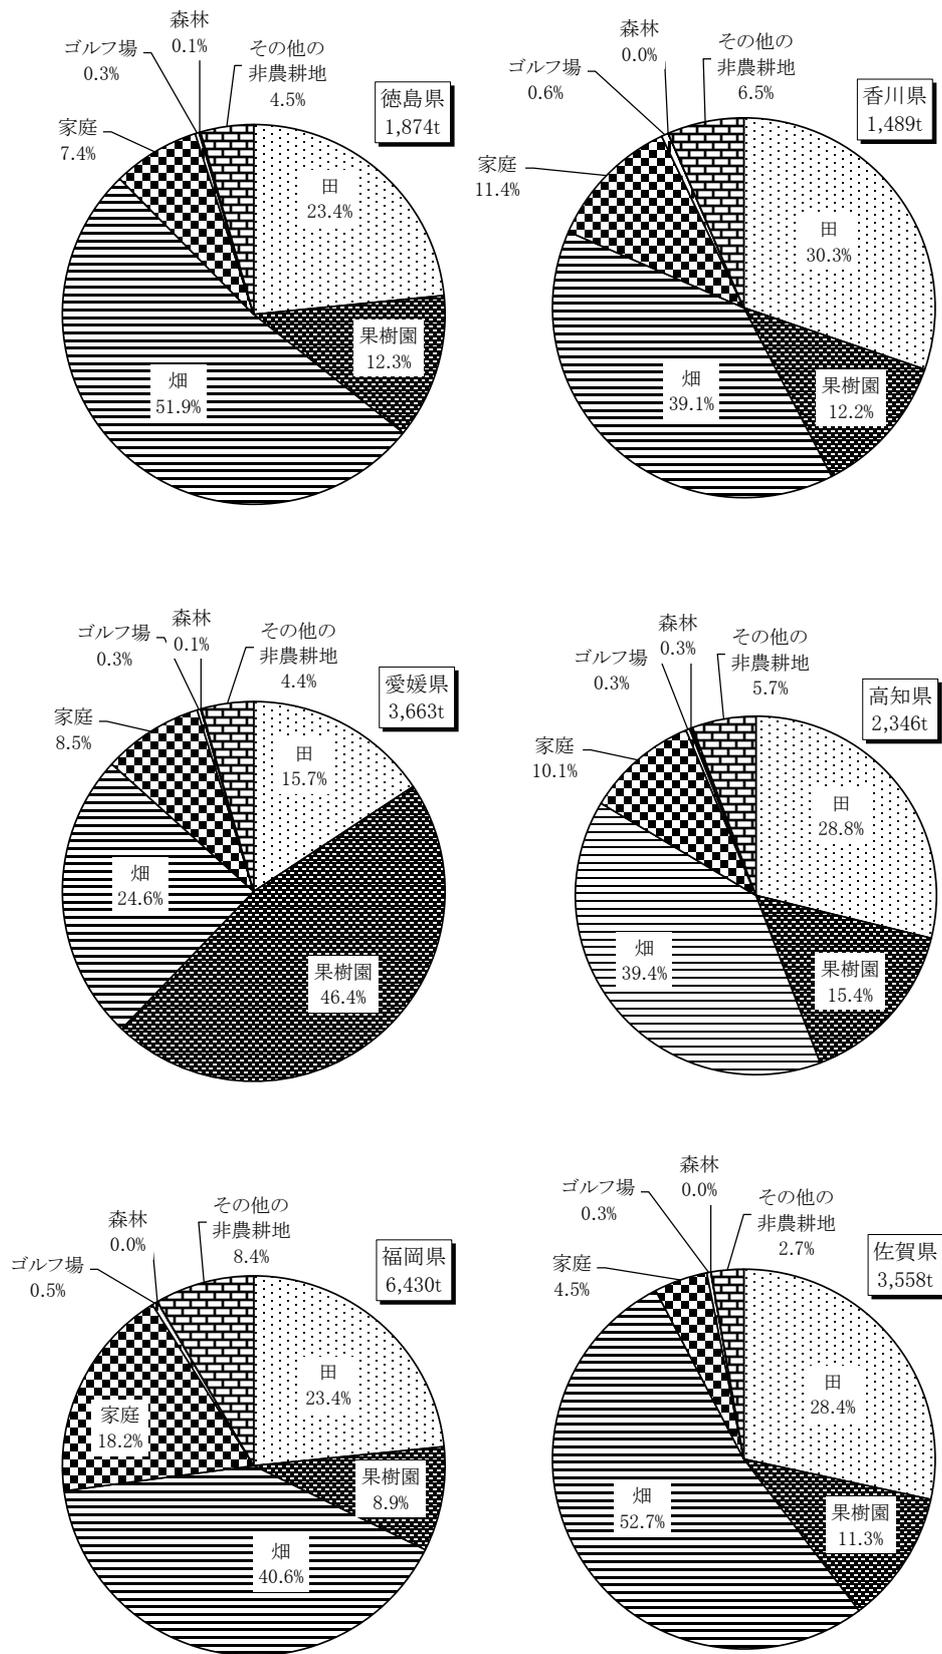 森林
0.1%
ゴルフ場
0.3%
その他の
非農耕地
4.5%
徳島県
1,874t
家庭
7.4%
田
23.4%
果樹園
12.3%
畑
51.9%
森林
0.0%
ゴルフ場
0.6%
その他の
非農耕地
6.5%
香川県
1,489t
家庭
11.4%
田
30.3%
果樹園
12.2%
畑
39.1%
森林
0.1%
ゴルフ場
0.3%
その他の
非農耕地
4.4%
愛媛県
3,663t
家庭
8.5%
田
15.7%
畑
24.6%
果樹園
46.4%
森林
0.3%
ゴルフ場
0.3%
その他の
非農耕地
5.7%
高知県
2,346t
家庭
10.1%
田
28.8%
畑
39.4%
果樹園
15.4%
森林
0.0%
ゴルフ場
0.5%
その他の
非農耕地
8.4%
福岡県
6,430t
田
23.4%
家庭
18.2%
果樹園
8.9%
畑
40.6%
森林
0.0%
ゴルフ場
0.3%
その他の
非農耕地
2.7%
佐賀県
3,558t
家庭
4.5%
田
28.4%
畑
52.7%
果樹園
11.3%